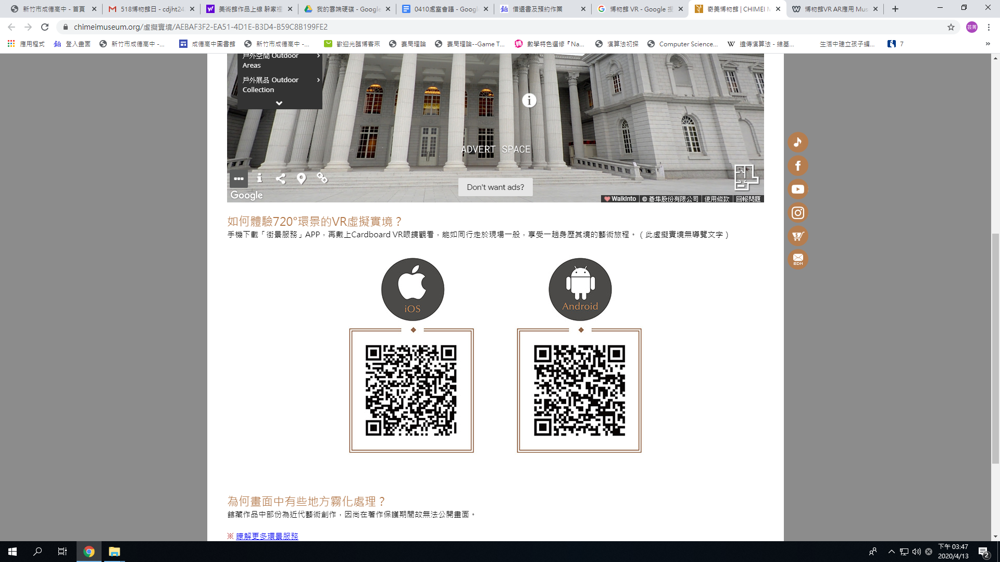 新竹市成德高中 - 首頁
518博物館日 - cdjht24
美術館作品上線 躲家裡
我的雲端硬碟 - Google
0410處室會議 - Googl
借還書及預約作業
博物館 VR - Google 搜
奇美博物館 | CHIMEI M
博物館VR AR應用 Mus
chimeimuseum.org/虛擬實境/AEBAF3F2-EA51-4D1E-B3D4-B59C8B199FE2
芸菁
應用程式
登入畫面
新竹市成德高中 -...
成德高中圖書館
新竹市成德高中 -...
歡迎光臨博客來
賽局理論
賽局理論--Game T...
數學特色選修『Na...
演算法初探
Computer Science...
遺傳演算法 - 維基...
生活中建立孩子編...
7
戶外空間 Outdoor
Areas
戶外展品 Outdoor
Collection
ADVERT SPACE
Don't want ads?
Google
WalkInto
© 碁隼股份有限公司
使用條款
回報問題
如何體驗720°環景的VR虛擬實境？
手機下載「街景服務」APP，再戴上Cardboard VR眼鏡觀看，能如同行走於現場一般，享受一趟身歷其境的藝術旅程。( 此虛擬實境無導覽文字 )
iOS
Android
EDM
為何畫面中有些地方霧化處理？
館藏作品中部份為近代藝術創作，因尚在著作保護期間故無法公開畫面。
※ 瞭解更多環景服務
下午 03:47
2020/4/13
2